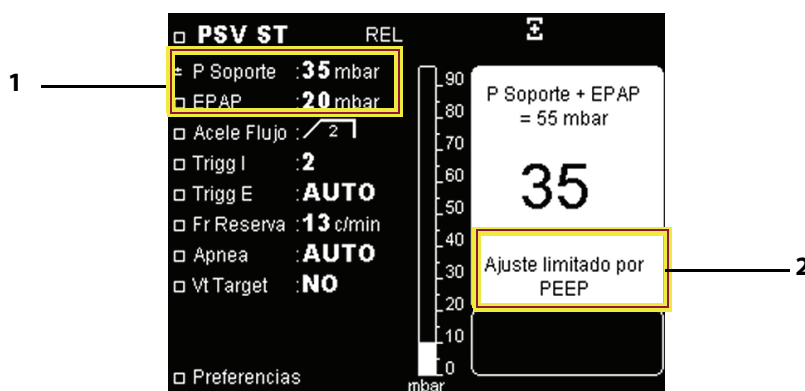 PSV ST REL
P Soporte :35 mbar
EPAP :20 mbar
Acele Flujo : 2
Trigg I :2
Trigg E :AUTO
Fr Reserva :13 c/min
Apnea :AUTO
Vt Target :NO
Preferencias
90
80
70
60
50
40
30
20
10
0
mbar
P Soporte + EPAP
= 55 mbar
35
Ajuste limitado por
PEEP
1
2